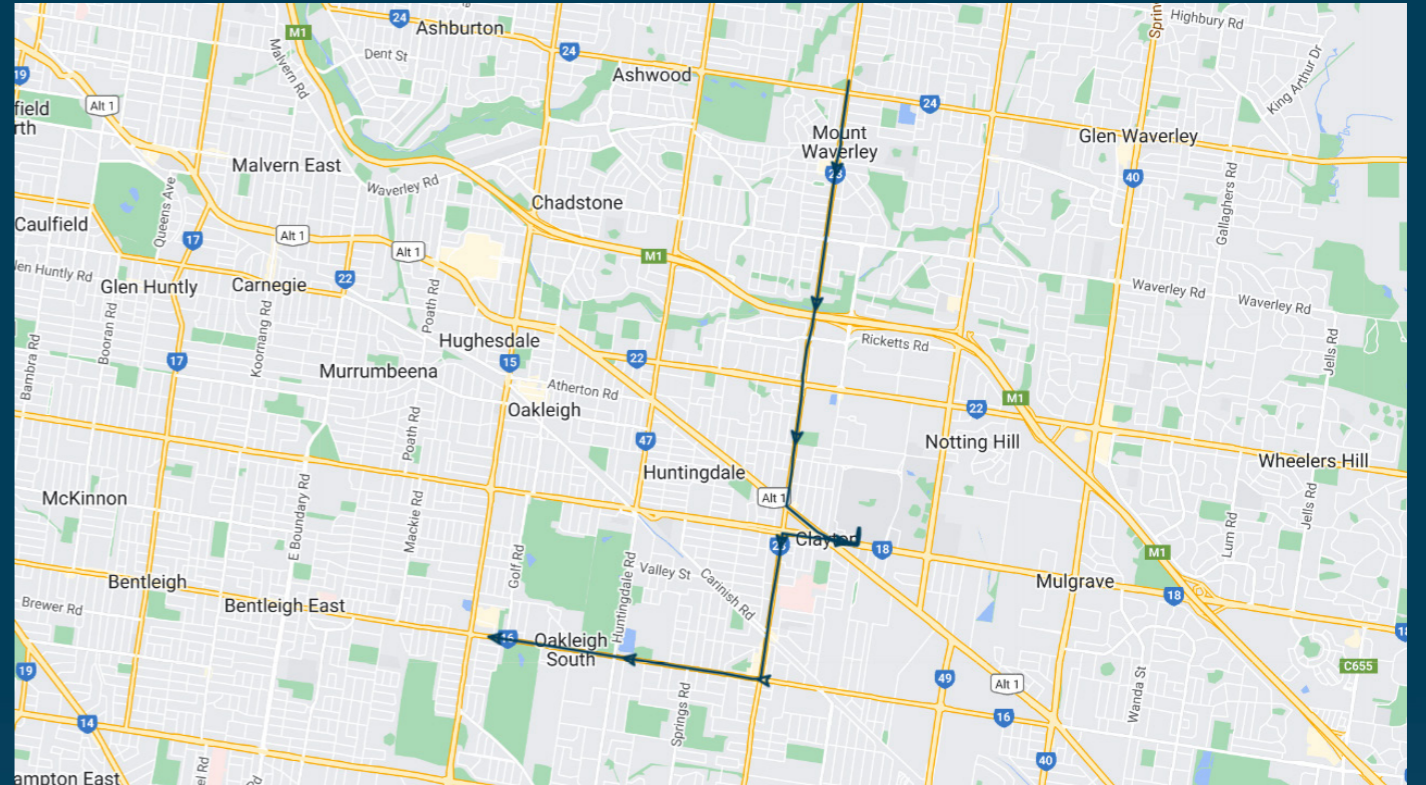 24
Ashburton
Highbury Rd
M1
Malvern Rd
Dent St
24
Ashwood
19
Alt 1
King Arthur Dr
24
field
rth
Mount
Waverley
Glen Waverley
Malvern East
23
40
Waverley Rd
Queens Ave
Chadstone
Gallaghers Rd
Caulfield
17
Alt 1
Alt 1
M1
len Huntly Rd
Glen Huntly
Carnegie
22
Poath Rd
Waverley Rd
Waverley Rd
Booran Rd
Koornang Rd
Hughesdale
Ricketts Rd
Jells Rd
Bambra Rd
17
Murrumbeena
15
22
Atherton Rd
M1
Oakleigh
22
Poath Rd
47
Notting Hill
Wheelers Hill
Huntingdale
McKinnon
Alt 1
Jells Rd
E Boundary Rd
Mackie Rd
Lum Rd
Clayton
18
M1
Golf Rd
Huntingdale Rd
Valley St
Carinish Rd
Bentleigh
Mulgrave
18
Brewer Rd
Bentleigh East
16
Oakleigh
South
C655
19
49
Alt 1
Springs Rd
Wanda St
14
16
40
ampton East